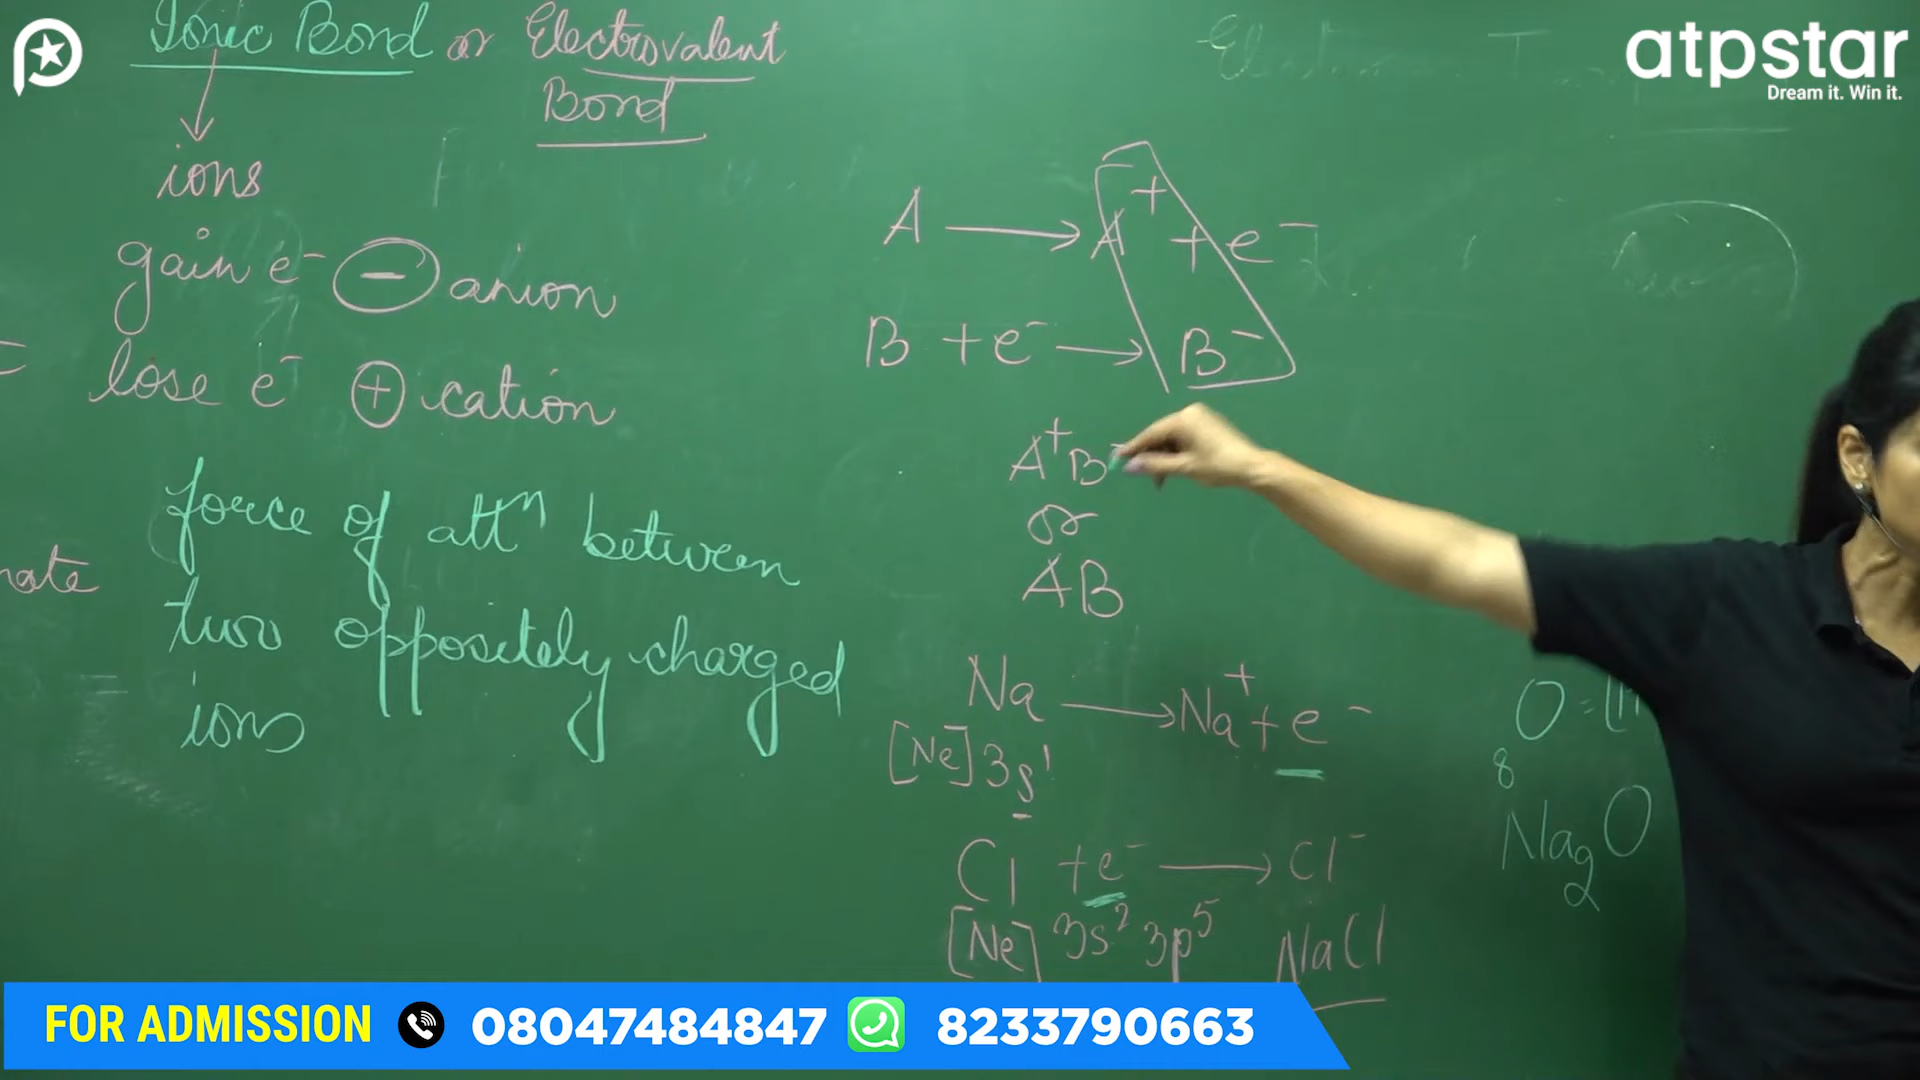 Ionic Bond or Electrovalent
Bond
ions
gain e⁻ ⊖ anion
lose e⁻ ⊕ cation
force of attⁿ between
two oppositely charged
ions
nate
A ⟶ A⁺ + e⁻
B + e⁻ ⟶ B⁻
A⁺B⁻
or
AB
Na ⟶ Na⁺ + e⁻
[Ne] 3s¹
Cl + e⁻ ⟶ Cl⁻
[Ne] 3s² 3p⁵ NaCl
O = [H
8
Na₂O
atpstar
Dream it. Win it.
FOR ADMISSION 08047484847 8233790663